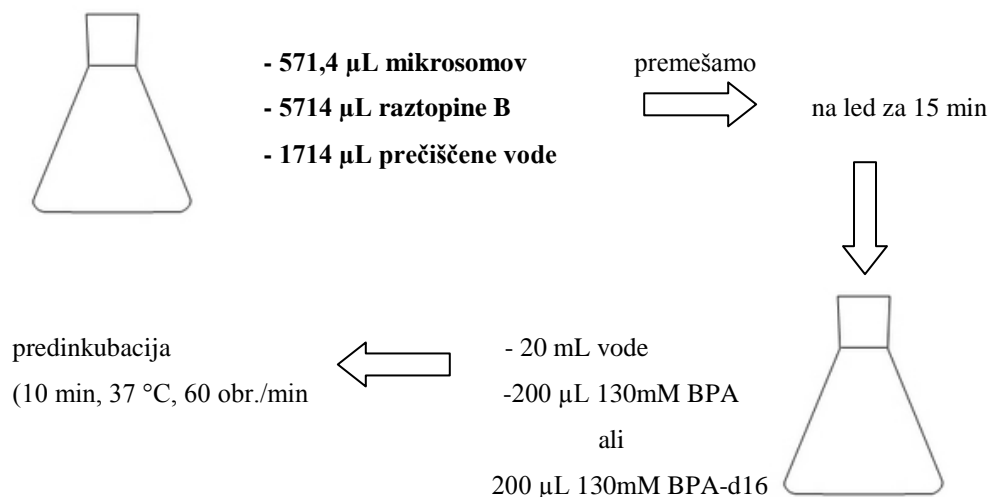 - 571,4 µL mikrosomov
- 5714 µL raztopine B
- 1714 µL prečiščene vode
premešamo
na led za 15 min
- 20 mL vode
-200 µL 130mM BPA
ali
200 µL 130mM BPA-d16
predinkubacija
(10 min, 37 °C, 60 obr./min